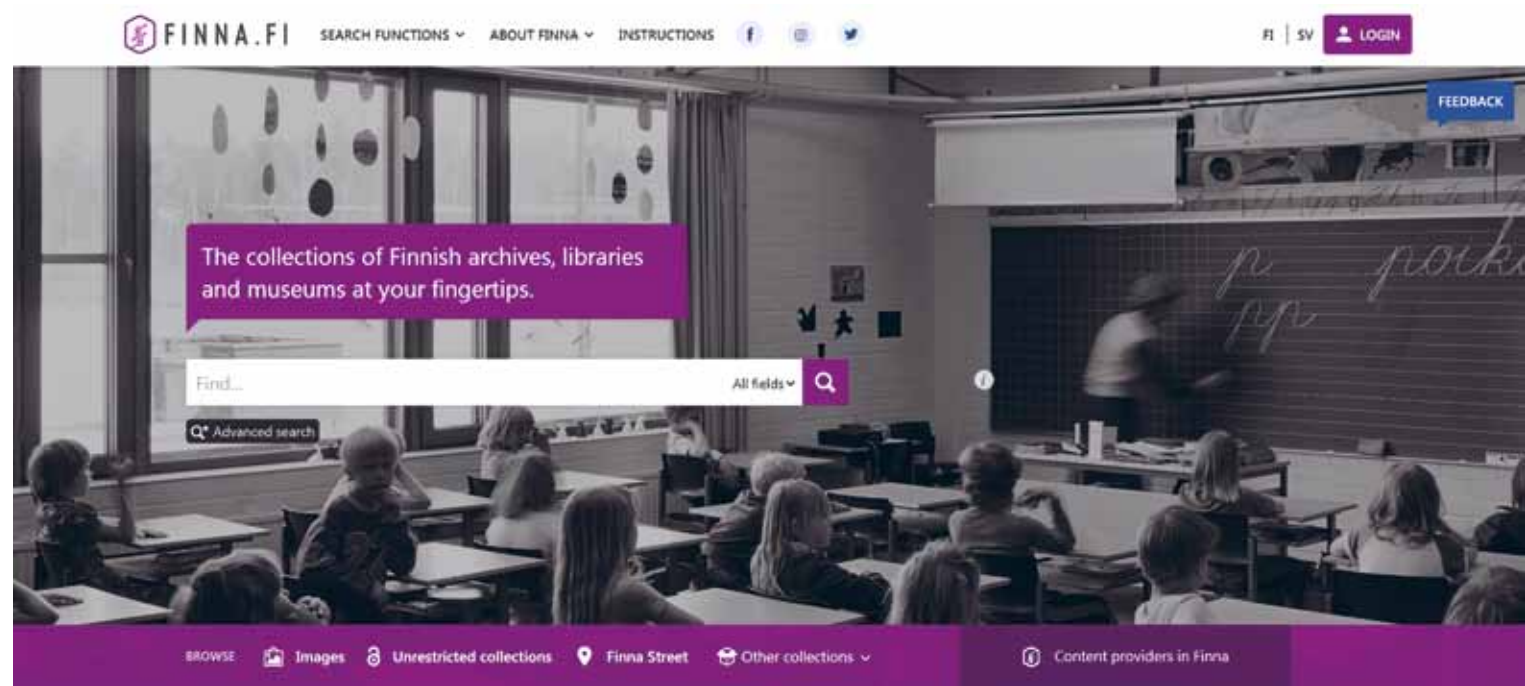 FINNA.FI
SEARCH FUNCTIONS
ABOUT FINNA
INSTRUCTIONS
FI | SV
LOGIN
FEEDBACK
The collections of Finnish archives, libraries
and museums at your fingertips.
p
poik
pp
Find...
All fields
Advanced search
BROWSE
Images
Unrestricted collections
Finna Street
Other collections
Content providers in Finna